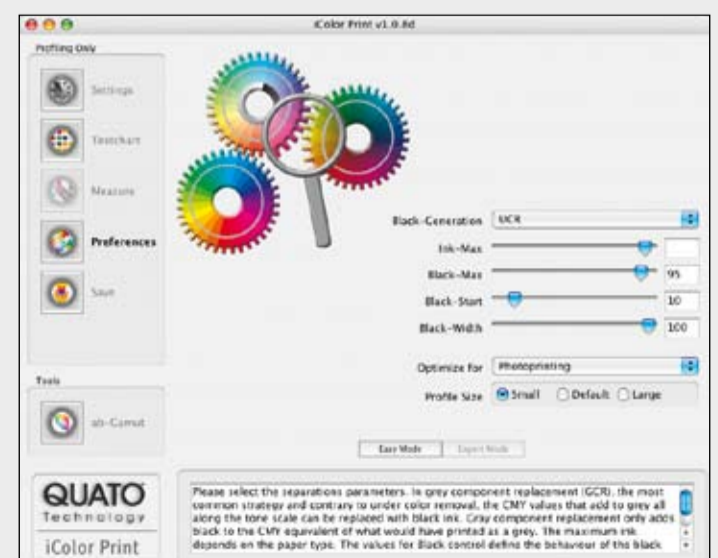 iColor Print v1.0.8d
Profiling Only
Settings
Testchart
Measure
Preferences
Save
Tools
ab-Gamut
Black-Generation UCR
Ink-Max
Black-Max 95
Black-Start 10
Black-Width 100
Optimize for Photoprinting
Profile Size Small Default Large
Easy Mode Expert Mode
QUATO
Technology
iColor Print
Please select the separations parameters. In grey component replacement (GCR), the most
common strategy and contrary to under color removal, the CMY values that add to grey all
along the tone scale can be replaced with black ink. Gray component replacement only adds
black to the CMY equivalent of what would have printed as a grey. The maximum ink
depends on the paper type. The values for Black control define the behaviour of the black